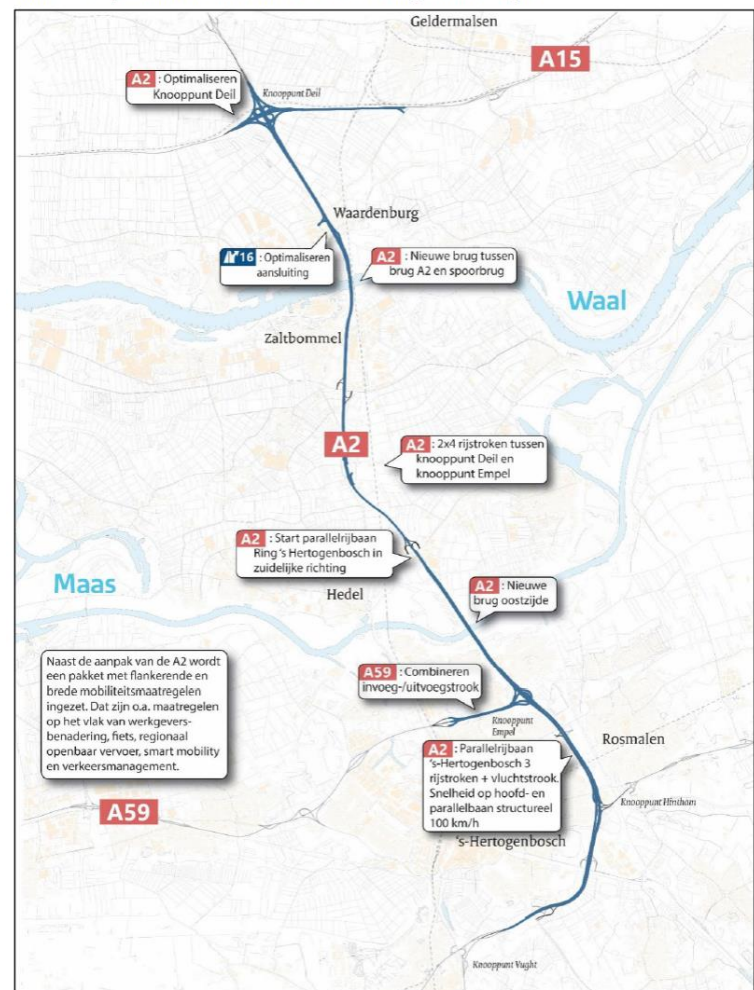 Geldermalsen
A15
A2 : Optimaliseren
Knooppunt Deil
Knooppunt Deil
Waardenburg
16 : Optimaliseren
aansluiting
A2 : Nieuwe brug tussen
brug A2 en spoorbrug
Waal
Zaltbommel
A2
A2 : 2x4 rijstroken tussen
knooppunt Deil en
knooppunt Empel
A2 : Start parallelrijbaan
Ring 's Hertogenbosch in
zuidelijke richting
Maas
Hedel
A2 : Nieuwe
brug oostzijde
Naast de aanpak van de A2 wordt
een pakket met flankerende en
brede mobiliteitsmaatregelen
ingezet. Dat zijn o.a. maatregelen
op het vlak van werkgevers-
benadering, fiets, regionaal
openbaar vervoer, smart mobility
en verkeersmanagement.
A59 : Combineren
invoeg-/uitvoegstrook
Knooppunt
Empel
Rosmalen
A2 : Parallelrijbaan
's-Hertogenbosch 3
rijstroken + vluchtstrook.
Snelheid op hoofd- en
parallelbaan structureel
100 km/h
Knooppunt Hintham
A59
's-Hertogenbosch
Knooppunt Vught